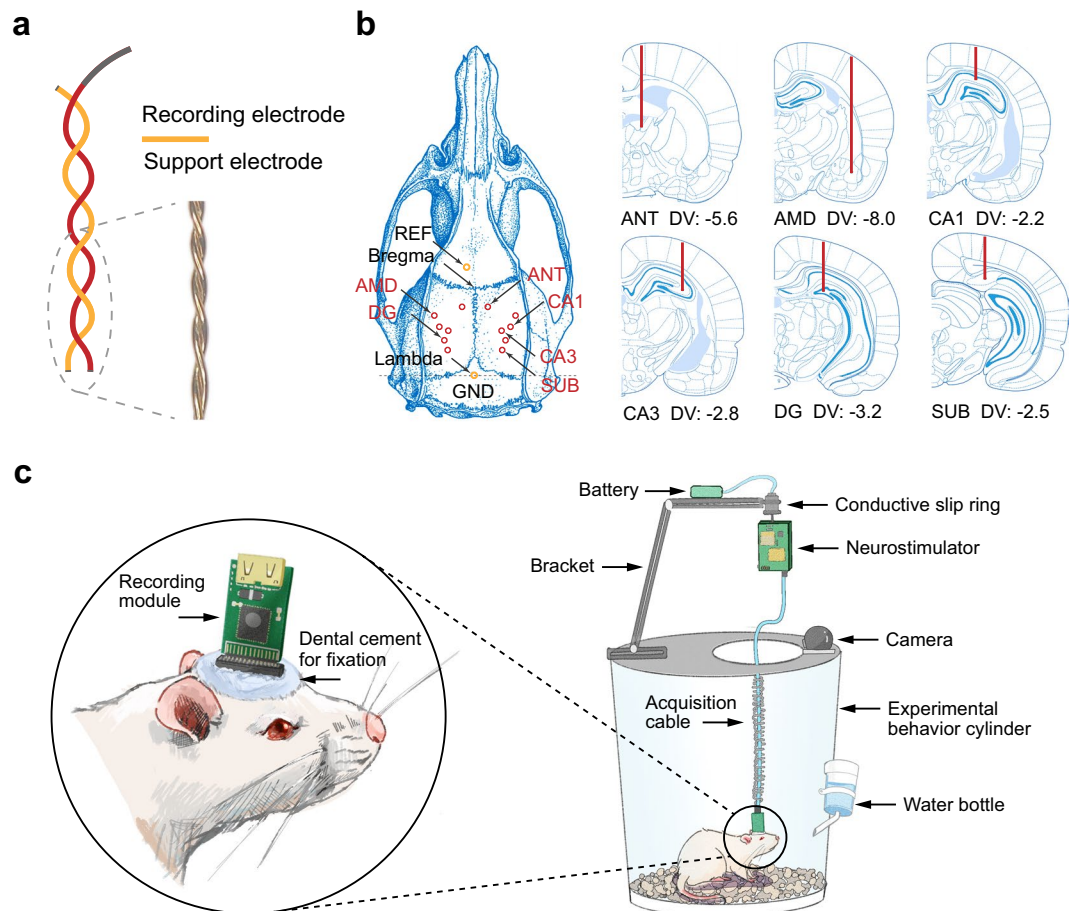 a
Recording electrode
Support electrode
b
REF
Bregma
AMD
DG
Lambda
GND
ANT
CA1
CA3
SUB
ANT DV: -5.6
AMD DV: -8.0
CA1 DV: -2.2
CA3 DV: -2.8
DG DV: -3.2
SUB DV: -2.5
c
Recording
module
Dental cement
for fixation
Battery
Conductive slip ring
Neurostimulator
Bracket
Camera
Acquisition
cable
Experimental
behavior cylinder
Water bottle